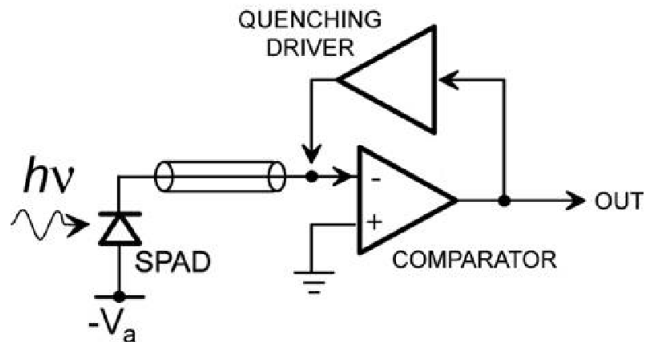 QUENCHING
DRIVER
hν
-
+
OUT
SPAD
COMPARATOR
-Va